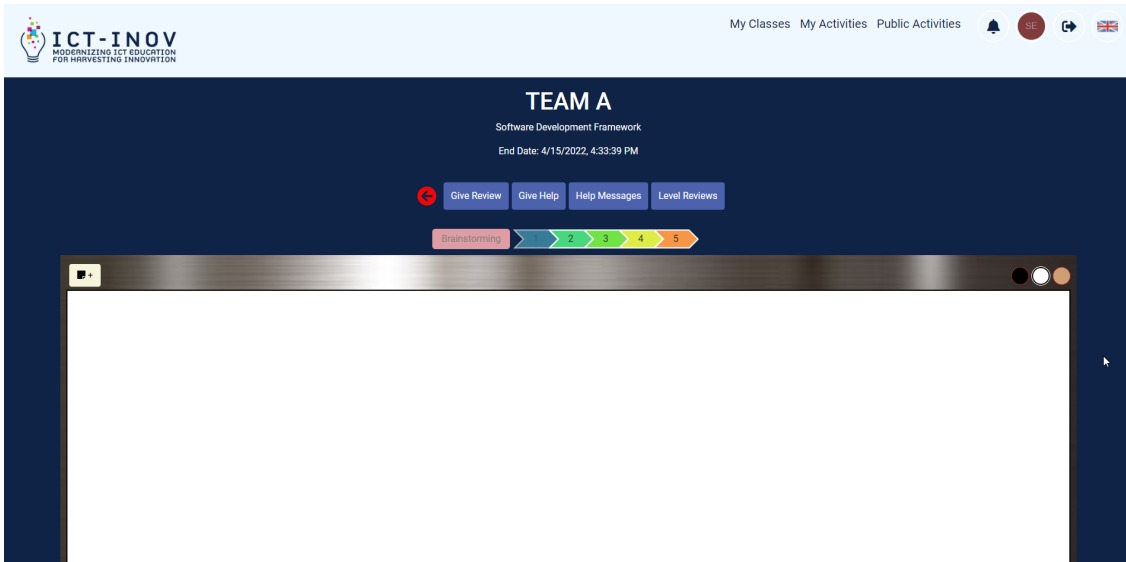 ICT-INOV
MODERNIZING ICT EDUCATION
FOR HARVESTING INNOVATION
My Classes My Activities Public Activities SE
TEAM A
Software Development Framework
End Date: 4/15/2022, 4:33:39 PM
Give Review Give Help Help Messages Level Reviews
Brainstorming 1 2 3 4 5
+